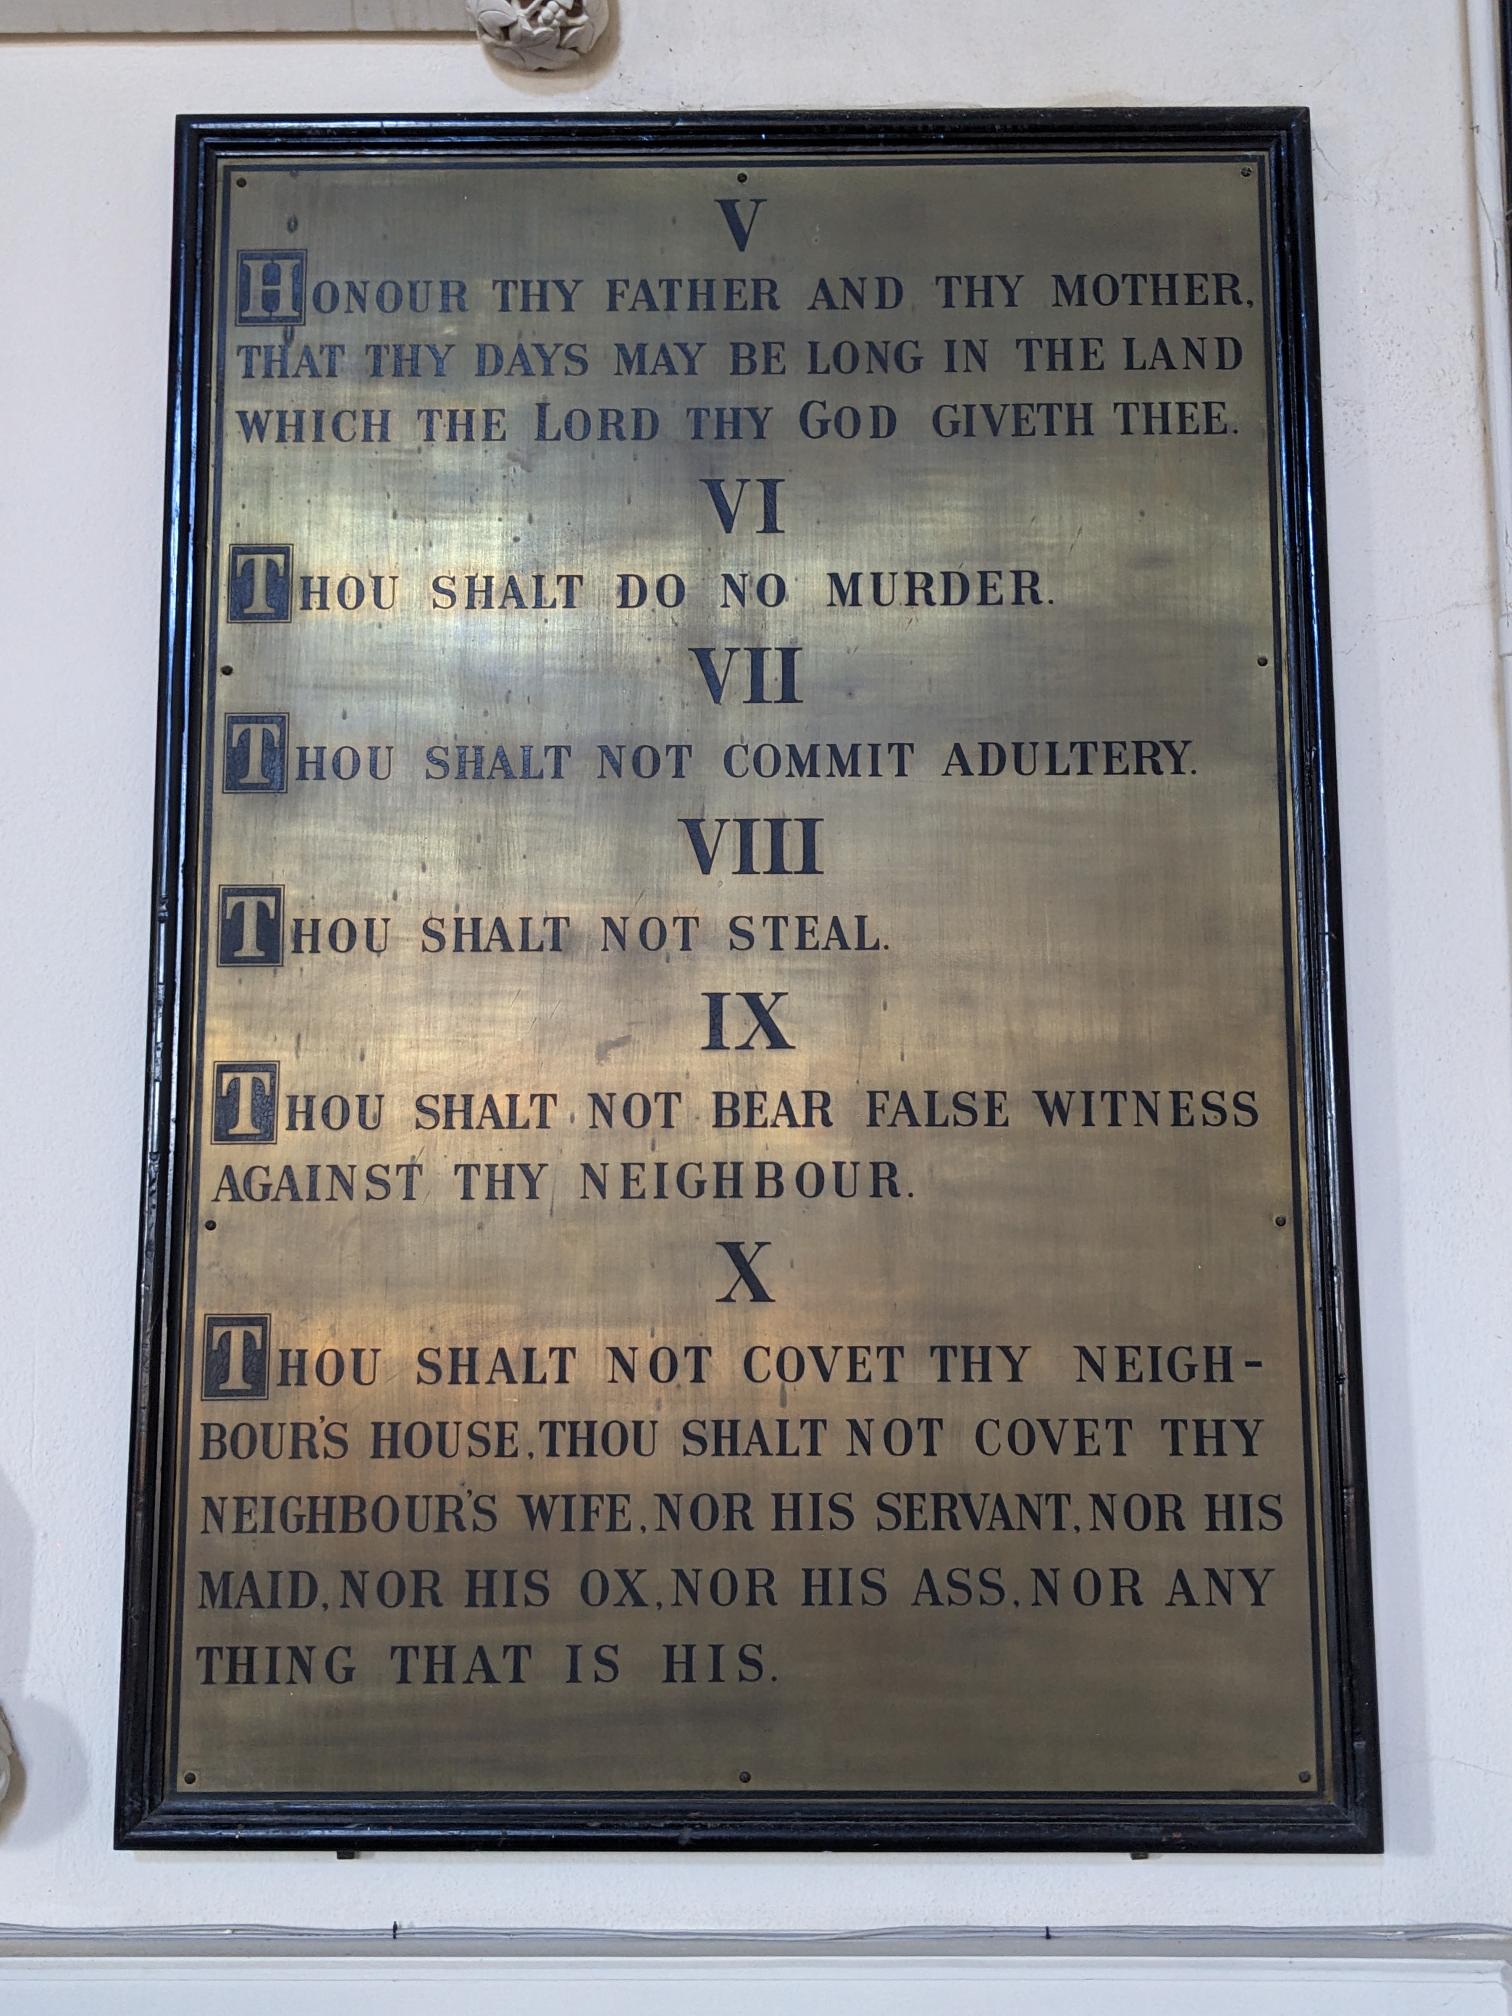 V
HONOUR THY FATHER AND THY MOTHER,
THAT THY DAYS MAY BE LONG IN THE LAND
WHICH THE LORD THY GOD GIVETH THEE.
VI
THOU SHALT DO NO MURDER.
VII
THOU SHALT NOT COMMIT ADULTERY.
VIII
THOU SHALT NOT STEAL.
IX
THOU SHALT NOT BEAR FALSE WITNESS
AGAINST THY NEIGHBOUR.
X
THOU SHALT NOT COVET THY NEIGH-
BOUR'S HOUSE, THOU SHALT NOT COVET THY
NEIGHBOUR'S WIFE, NOR HIS SERVANT, NOR HIS
MAID, NOR HIS OX, NOR HIS ASS, NOR ANY
THING THAT IS HIS.